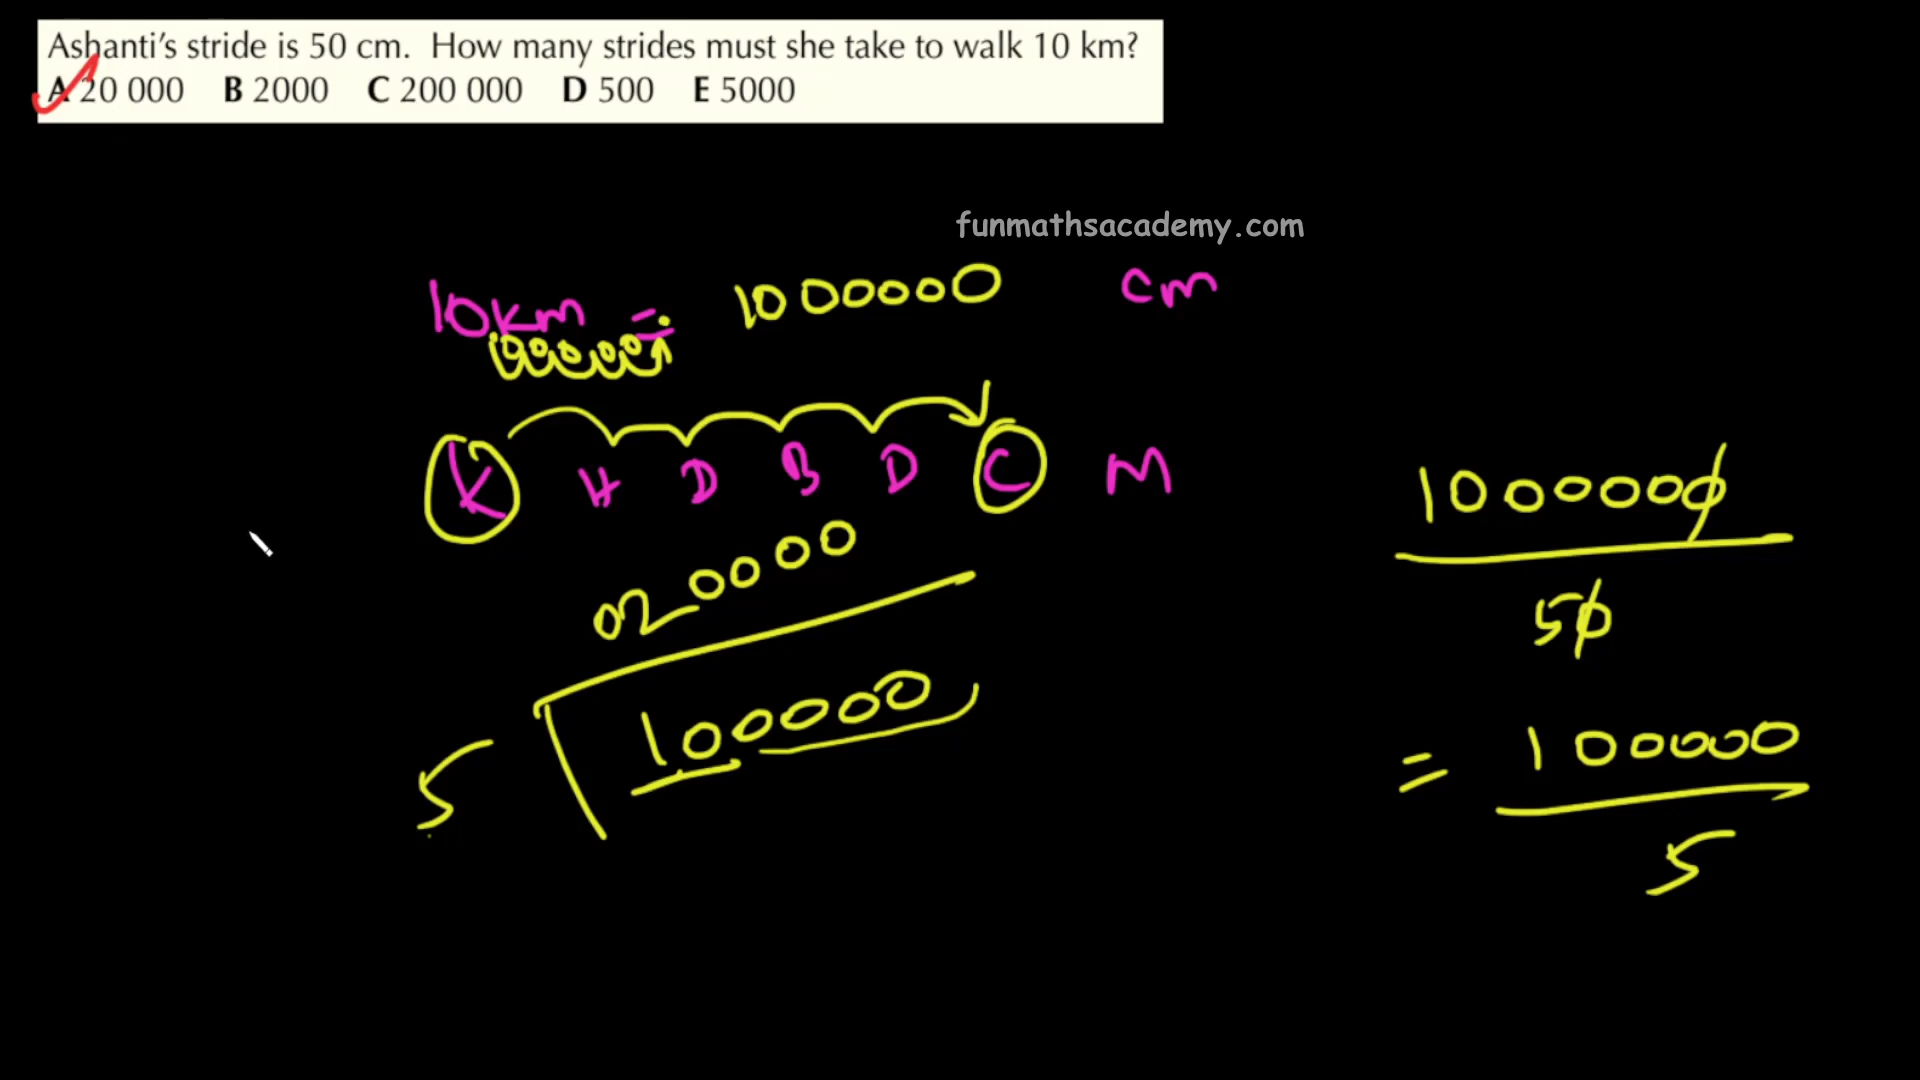 Ashanti's stride is 50 cm. How many strides must she take to walk 10 km?
A 20 000 B 2000 C 200 000 D 500 E 5000
funmathsacademy.com
10km = 1000000 cm
K H D B D C M
1000000
50
020000
5 100000
= 100000
5